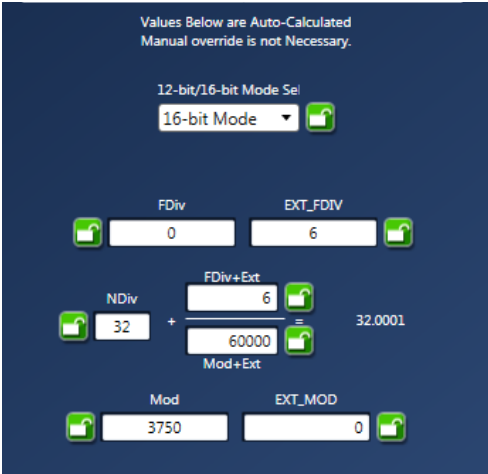 Values Below are Auto-Calculated
Manual override is not Necessary.
12-bit/16-bit Mode Sel
16-bit Mode
FDiv EXT_FDIV
0 6
FDiv+Ext
NDiv 6
32 + = 32.0001
60000
Mod+Ext
Mod EXT_MOD
3750 0